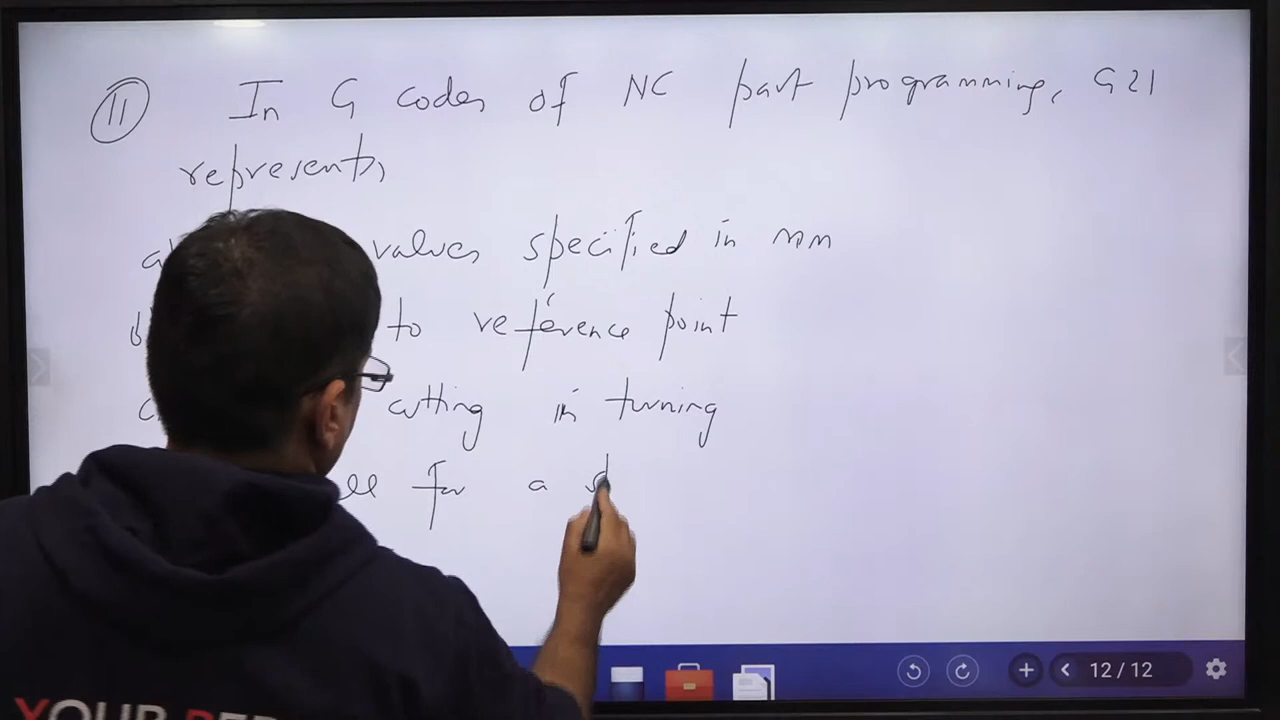 11 In G codes of NC part programming, G21
represents
values specified in mm
to reference point
cutting in turning
for a
12 / 12
YOUR